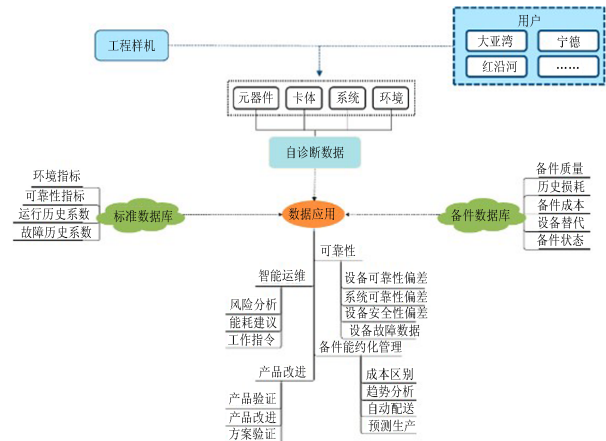 用户
工程样机
大亚湾
宁德
红沿河
……
元器件
卡体
系统
环境
自诊断数据
环境指标
可靠性指标
运行历史系数
故障历史系数
标准数据库
数据应用
备件数据库
备件质量
历史损耗
备件成本
设备替代
备件状态
可靠性
设备可靠性偏差
系统可靠性偏差
设备安全性偏差
设备故障数据
智能运维
风险分析
能耗建议
工作指令
备件能约化管理
成本区别
趋势分析
自动配送
预测生产
产品改进
产品验证
产品改进
方案验证